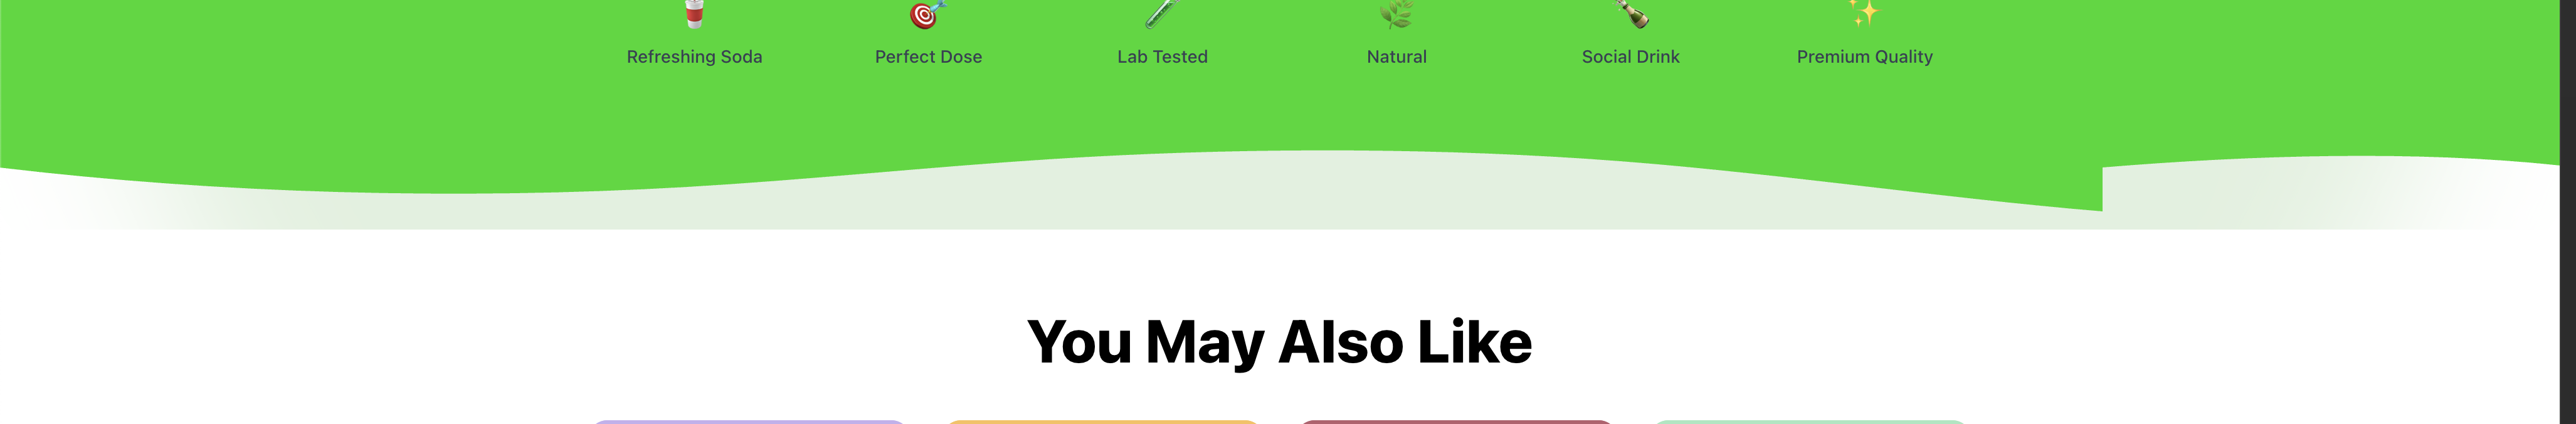 Refreshing Soda
Perfect Dose
Lab Tested
Natural
Social Drink
Premium Quality
You May Also Like